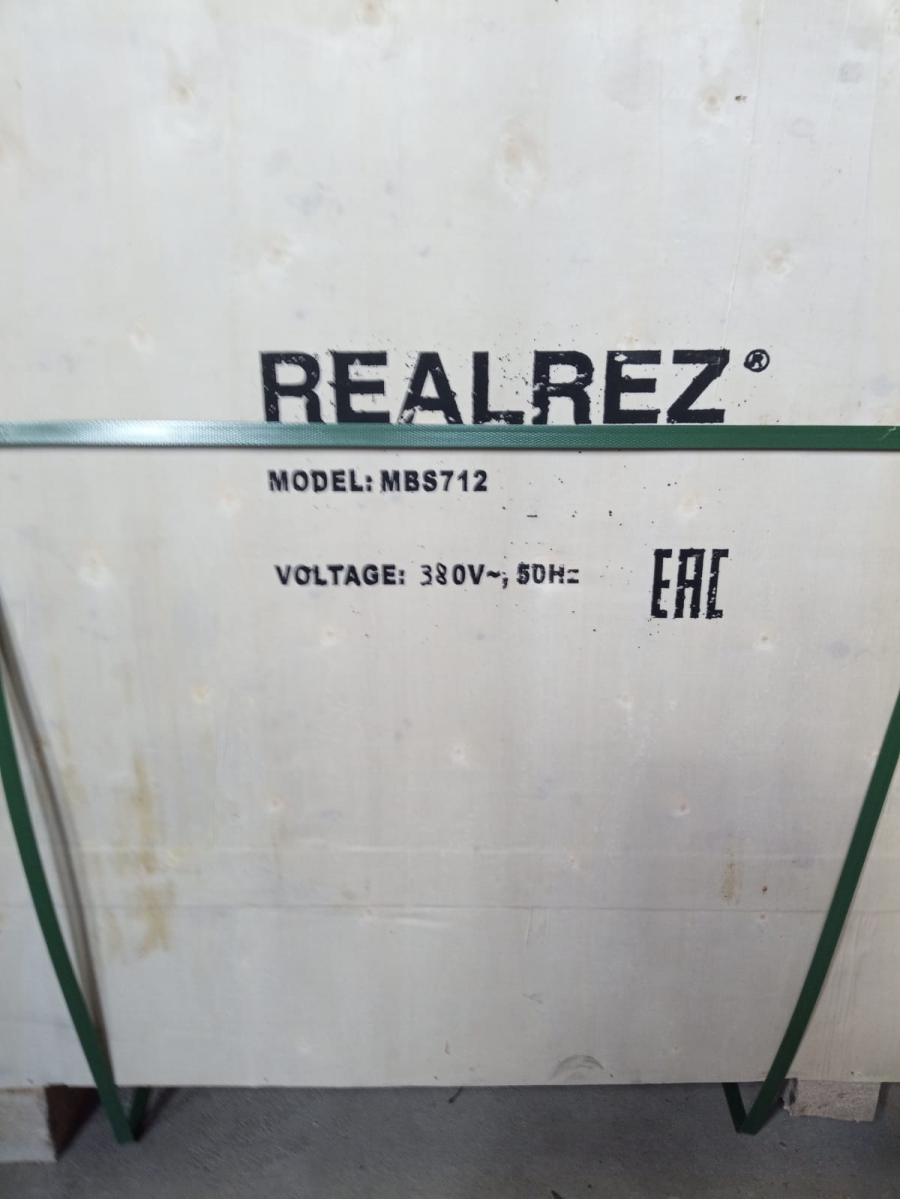 REALREZ®
MODEL: MBS712
VOLTAGE: 380V~, 50Hz
EAC